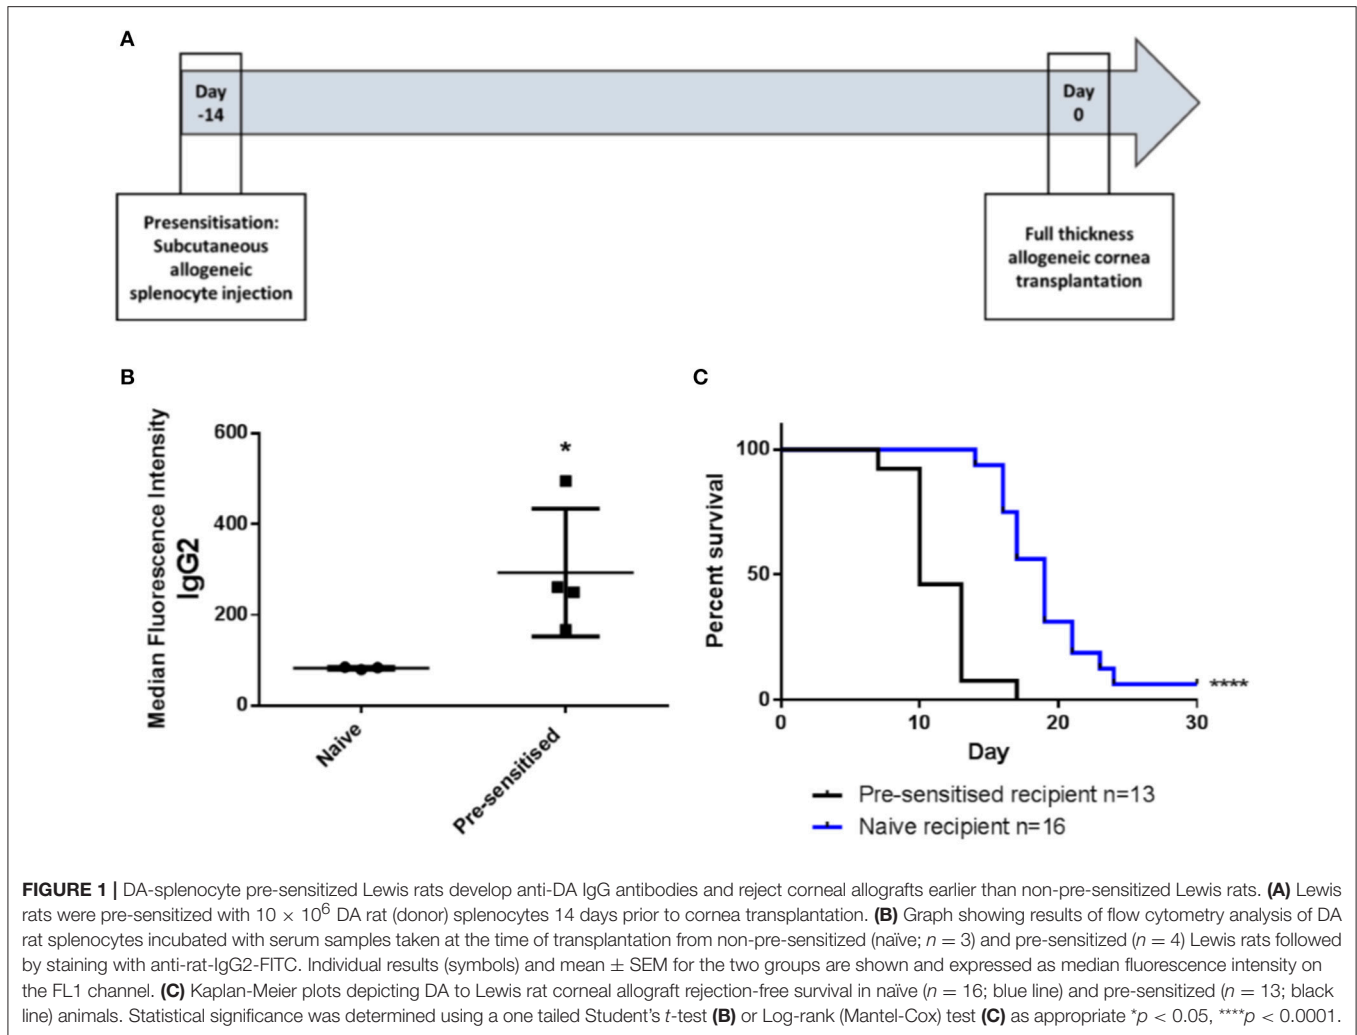 A
Day
-14
Day
0
Presensitisation:
Subcutaneous
allogeneic
splenocyte injection
Full thickness
allogeneic cornea
transplantation
B
Median Fluorescence Intensity
IgG2
600
400
200
0
*
Naive
Pre-sensitised
C
Percent survival
100
50
0
0 10 20 30
****
Day
Pre-sensitised recipient n=13
Naive recipient n=16
FIGURE 1 | DA-splenocyte pre-sensitized Lewis rats develop anti-DA IgG antibodies and reject corneal allografts earlier than non-pre-sensitized Lewis rats. (A) Lewis
rats were pre-sensitized with 10 × 10⁶ DA rat (donor) splenocytes 14 days prior to cornea transplantation. (B) Graph showing results of flow cytometry analysis of DA
rat splenocytes incubated with serum samples taken at the time of transplantation from non-pre-sensitized (naïve; n = 3) and pre-sensitized (n = 4) Lewis rats followed
by staining with anti-rat-IgG2-FITC. Individual results (symbols) and mean ± SEM for the two groups are shown and expressed as median fluorescence intensity on
the FL1 channel. (C) Kaplan-Meier plots depicting DA to Lewis rat corneal allograft rejection-free survival in naïve (n = 16; blue line) and pre-sensitized (n = 13; black
line) animals. Statistical significance was determined using a one tailed Student's t-test (B) or Log-rank (Mantel-Cox) test (C) as appropriate *p < 0.05, ****p < 0.0001.